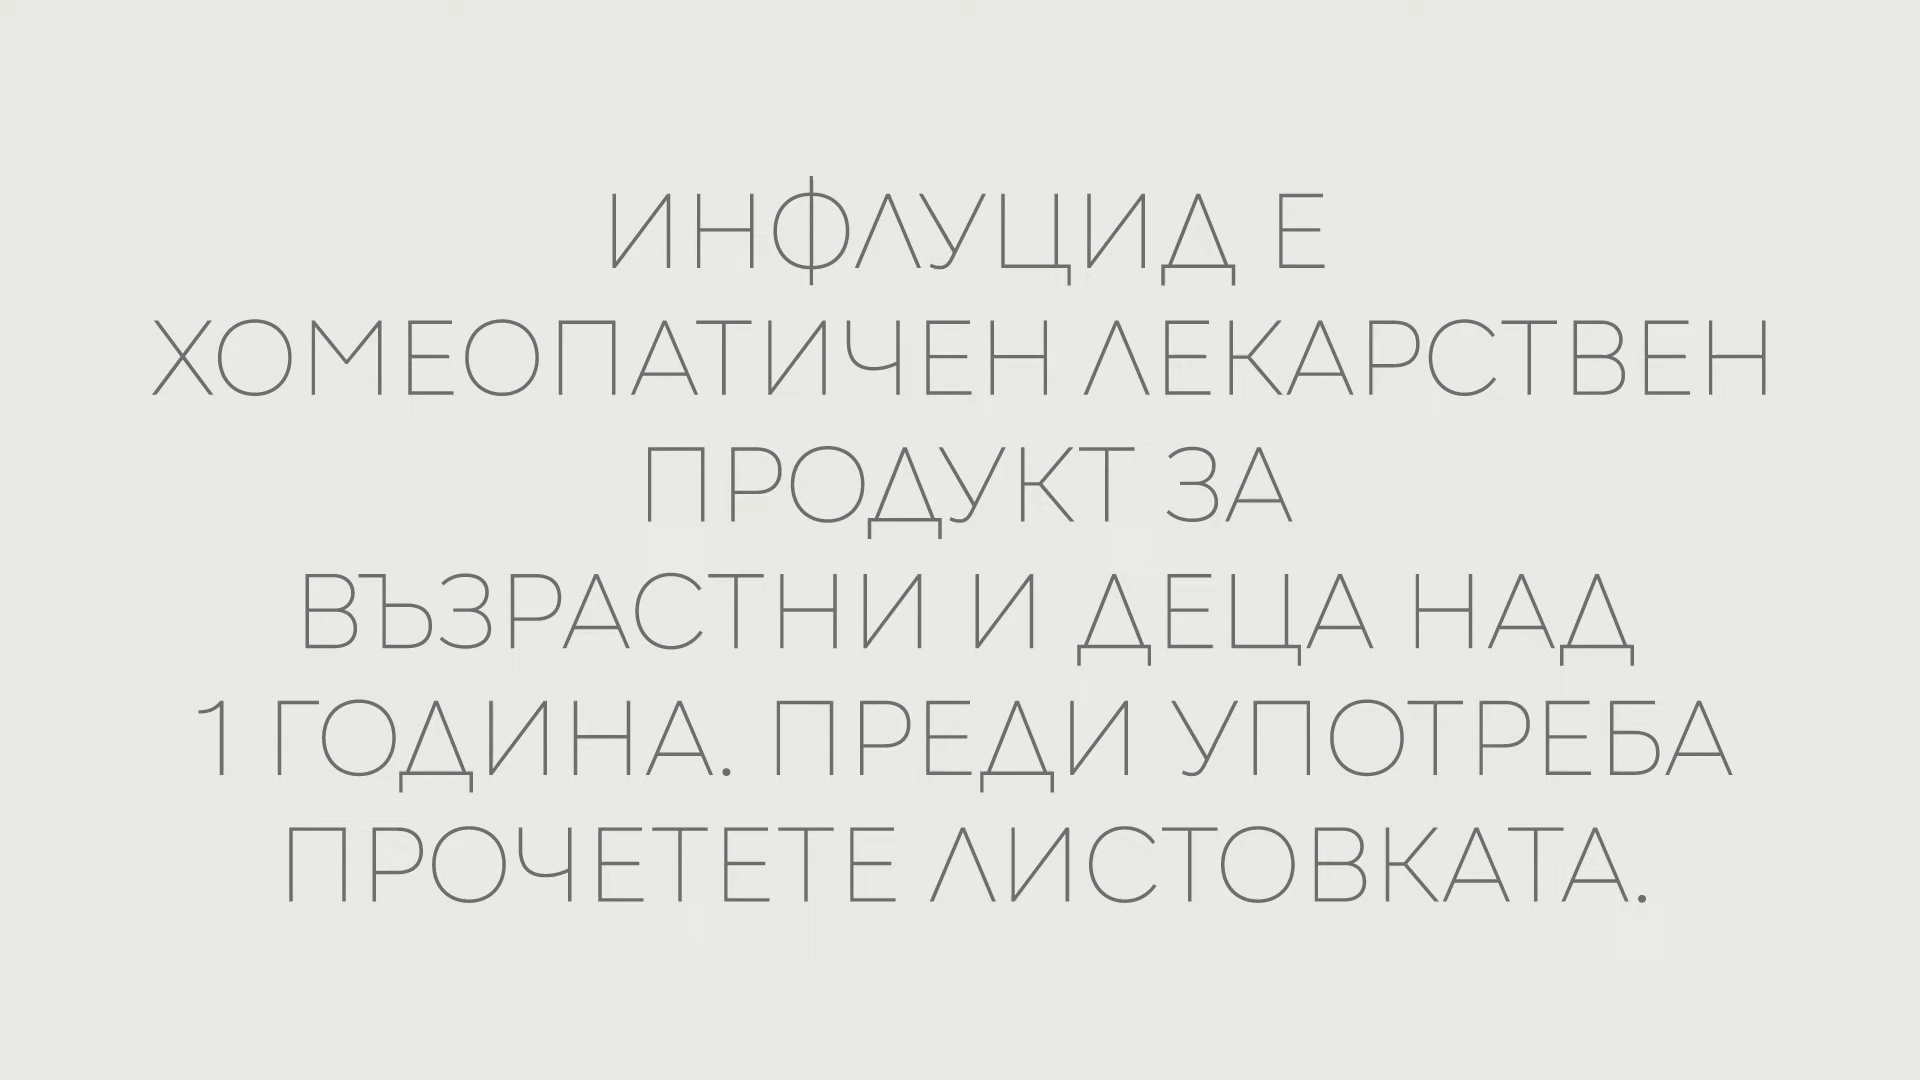 ИНФЛУЦИД Е
ХОМЕОПАТИЧЕН ЛЕКАРСТВЕН
ПРОДУКТ ЗА
ВЪЗРАСТНИ И ДЕЦА НАД
1 ГОДИНА. ПРЕДИ УПОТРЕБА
ПРОЧЕТЕТЕ ЛИСТОВКАТА.